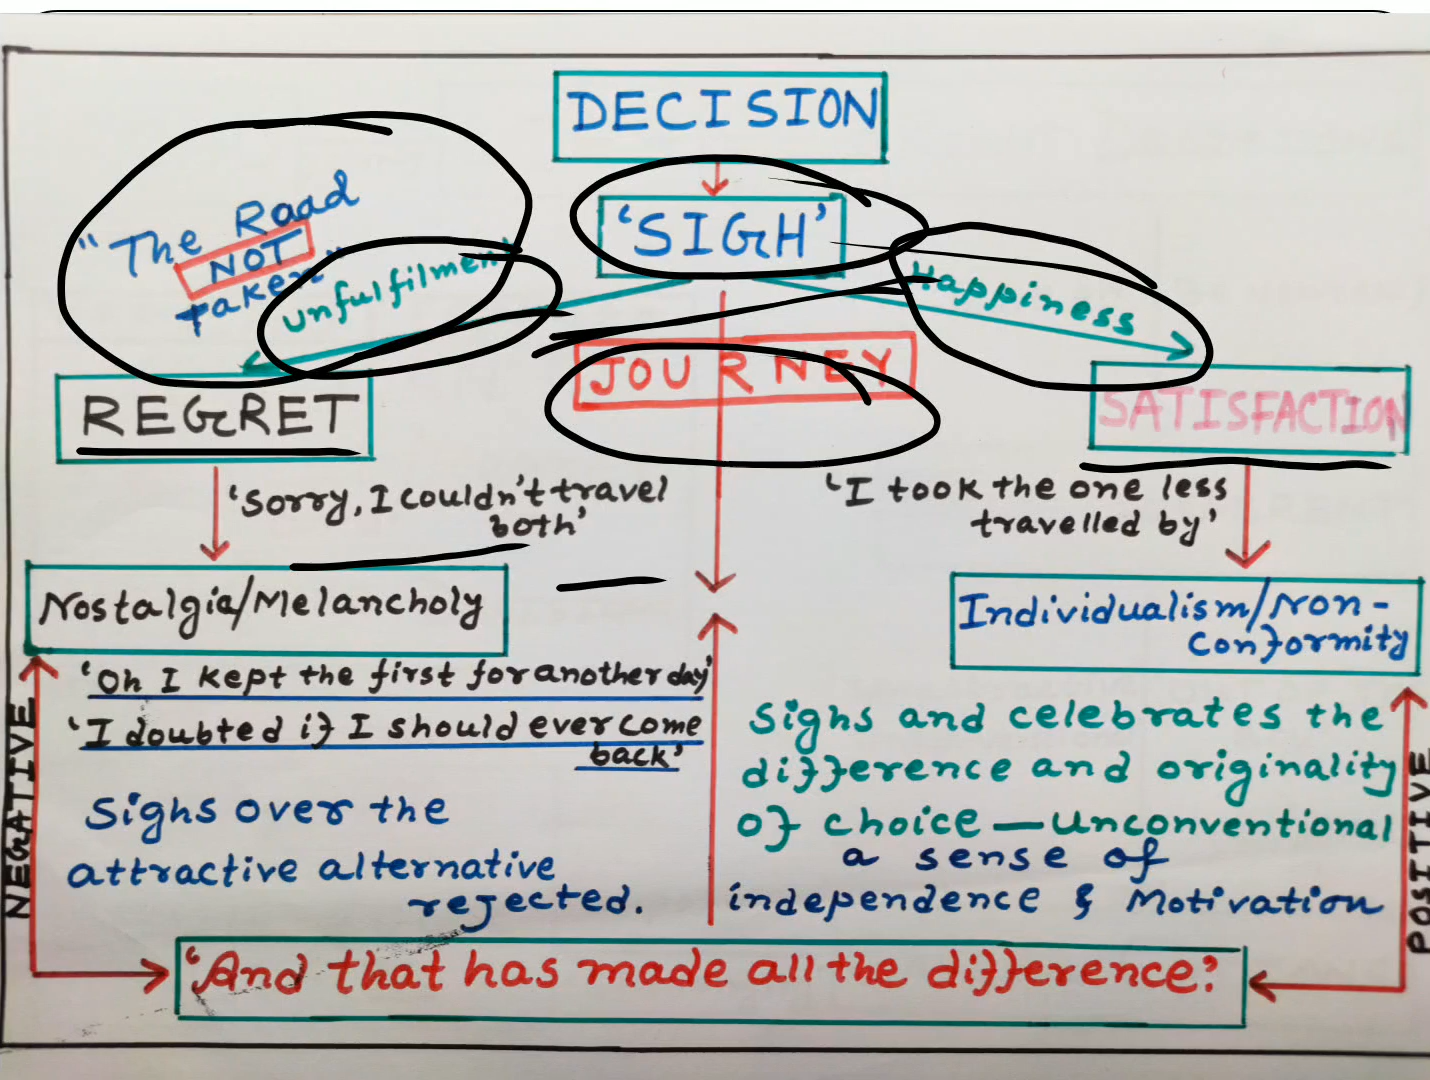 DECISION
'SIGH'
"The Road
NOT
Taken"
unfulfilment
Happiness
JOURNEY
REGRET
SATISFACTION
'Sorry, I couldn't travel
both'
'I took the one less
travelled by'
Nostalgia/Melancholy
Individualism/Non-
Conformity
'Oh I kept the first for another day'
'I doubted if I should ever come
back'
Sighs over the
attractive alternative
rejected.
Sighs and celebrates the
difference and originality
of choice — unconventional
a sense of
independence & Motivation
NEGATIVE
POSITIVE
'And that has made all the difference?